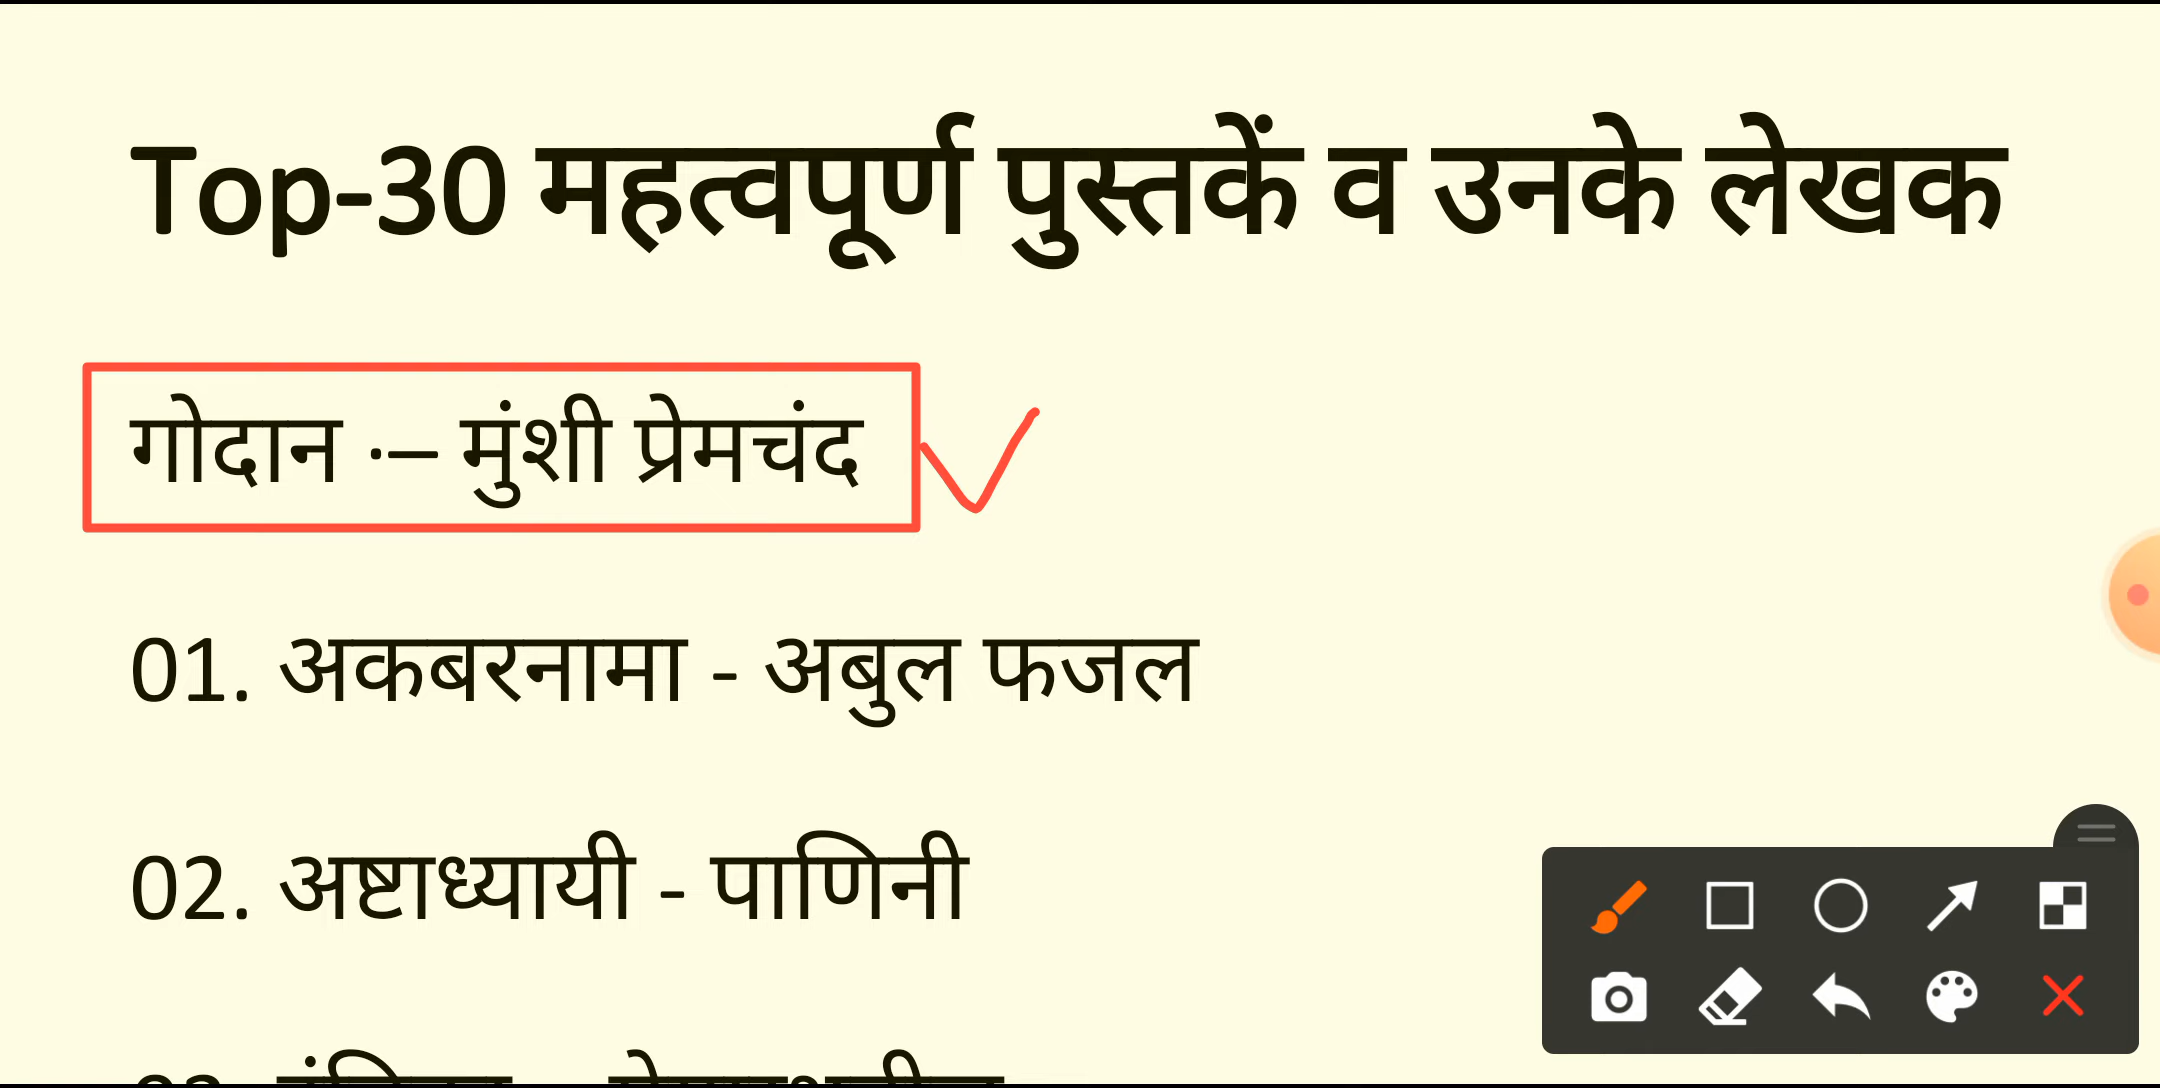 Top-30 महत्वपूर्ण पुस्तकें व उनके लेखक
गोदान ·– मुंशी प्रेमचंद
01. अकबरनामा - अबुल फजल
02. अष्टाध्यायी - पाणिनी